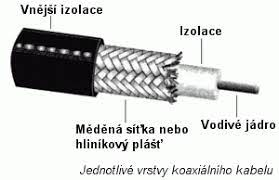 Vnější izolace
Izolace
Měděná síťka nebo
hliníkový plášť
Vodivé jádro
Jednotlivé vrstvy koaxiálního kabelu